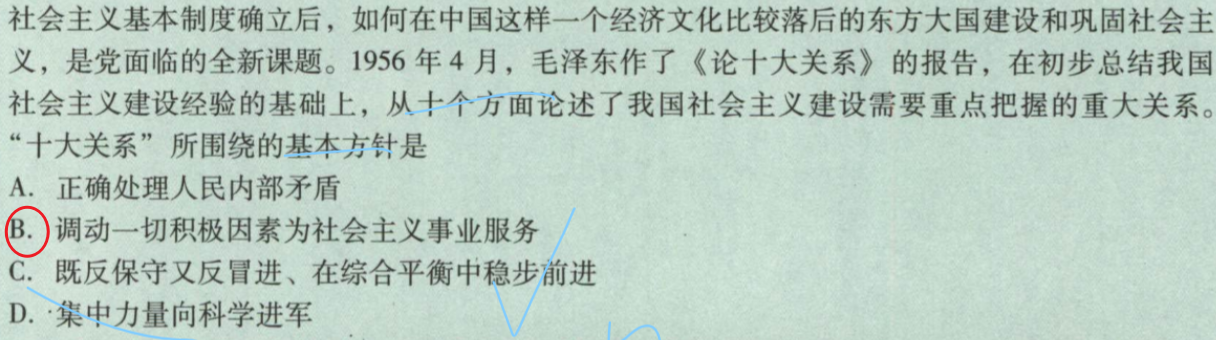 社会主义基本制度确立后，如何在中国这样一个经济文化比较落后的东方大国建设和巩固社会主
义，是党面临的全新课题。1956 年 4 月，毛泽东作了《论十大关系》的报告，在初步总结我国
社会主义建设经验的基础上，从十个方面论述了我国社会主义建设需要重点把握的重大关系。
“十大关系”所围绕的基本方针是
A. 正确处理人民内部矛盾
B. 调动一切积极因素为社会主义事业服务
C. 既反保守又反冒进、在综合平衡中稳步前进
D. 集中力量向科学进军